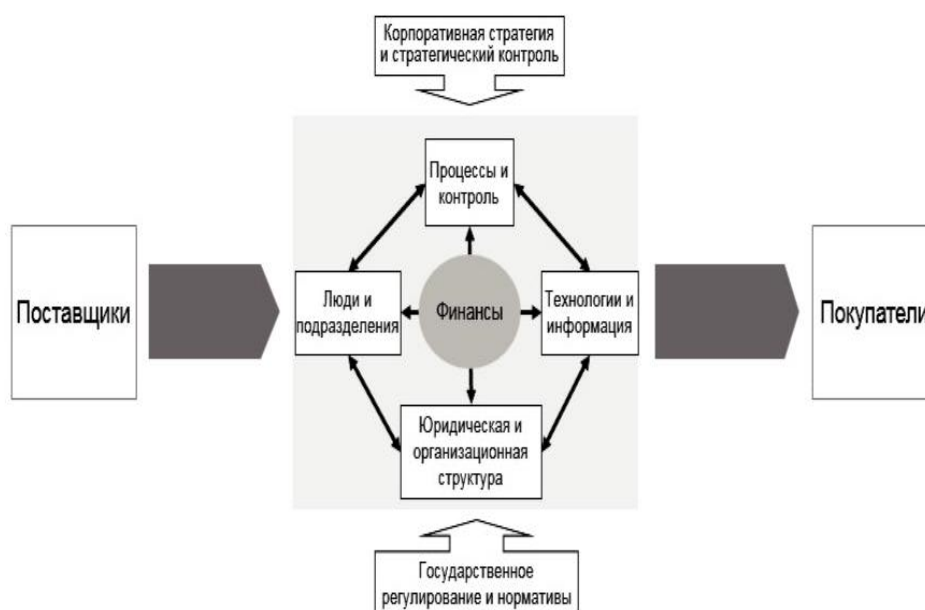 Корпоративная стратегия
и стратегический контроль
Процессы и
контроль
Поставщики
Люди и
подразделения
Финансы
Технологии и
информация
Покупатели
Юридическая и
организационная
структура
Государственное
регулирование и нормативы